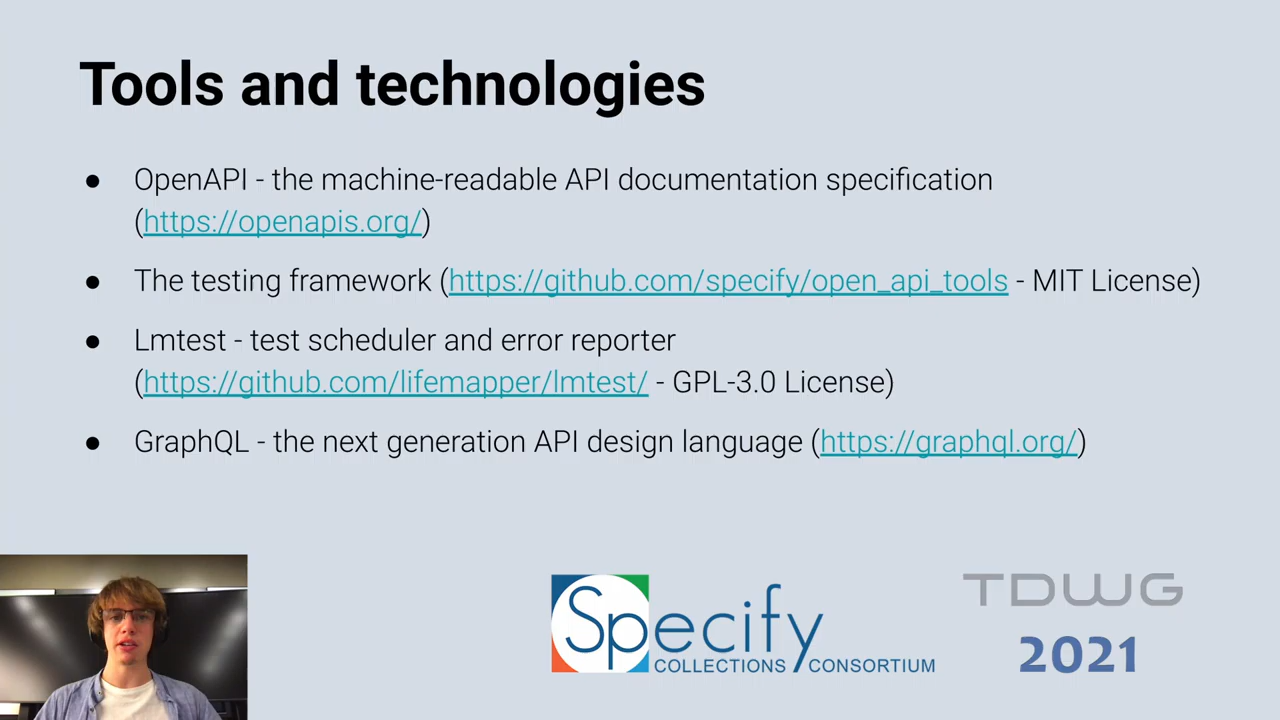 Tools and technologies
● OpenAPI - the machine-readable API documentation specification
(https://openapis.org/)
● The testing framework (https://github.com/specify/open_api_tools - MIT License)
● Lmtest - test scheduler and error reporter
(https://github.com/lifemapper/lmtest/ - GPL-3.0 License)
● GraphQL - the next generation API design language (https://graphql.org/)
Specify
COLLECTIONS CONSORTIUM
TDWG
2021